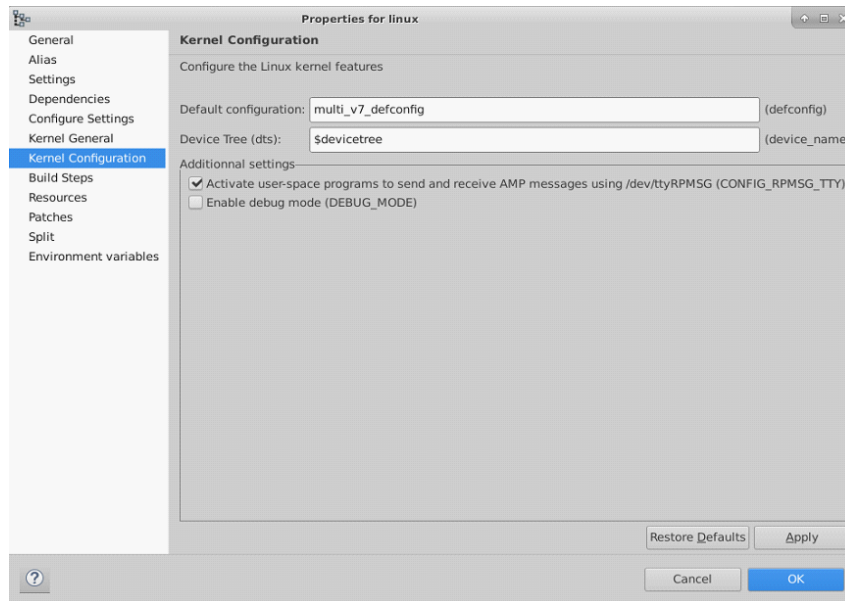 Properties for linux
General
Alias
Settings
Dependencies
Configure Settings
Kernel General
Kernel Configuration
Build Steps
Resources
Patches
Split
Environment variables
Kernel Configuration
Configure the Linux kernel features
Default configuration: multi_v7_defconfig (defconfig)
Device Tree (dts): $devicetree (device_name
Additionnal settings
Activate user-space programs to send and receive AMP messages using /dev/ttyRPMSG (CONFIG_RPMSG_TTY)
Enable debug mode (DEBUG_MODE)
Restore Defaults Apply
? Cancel OK